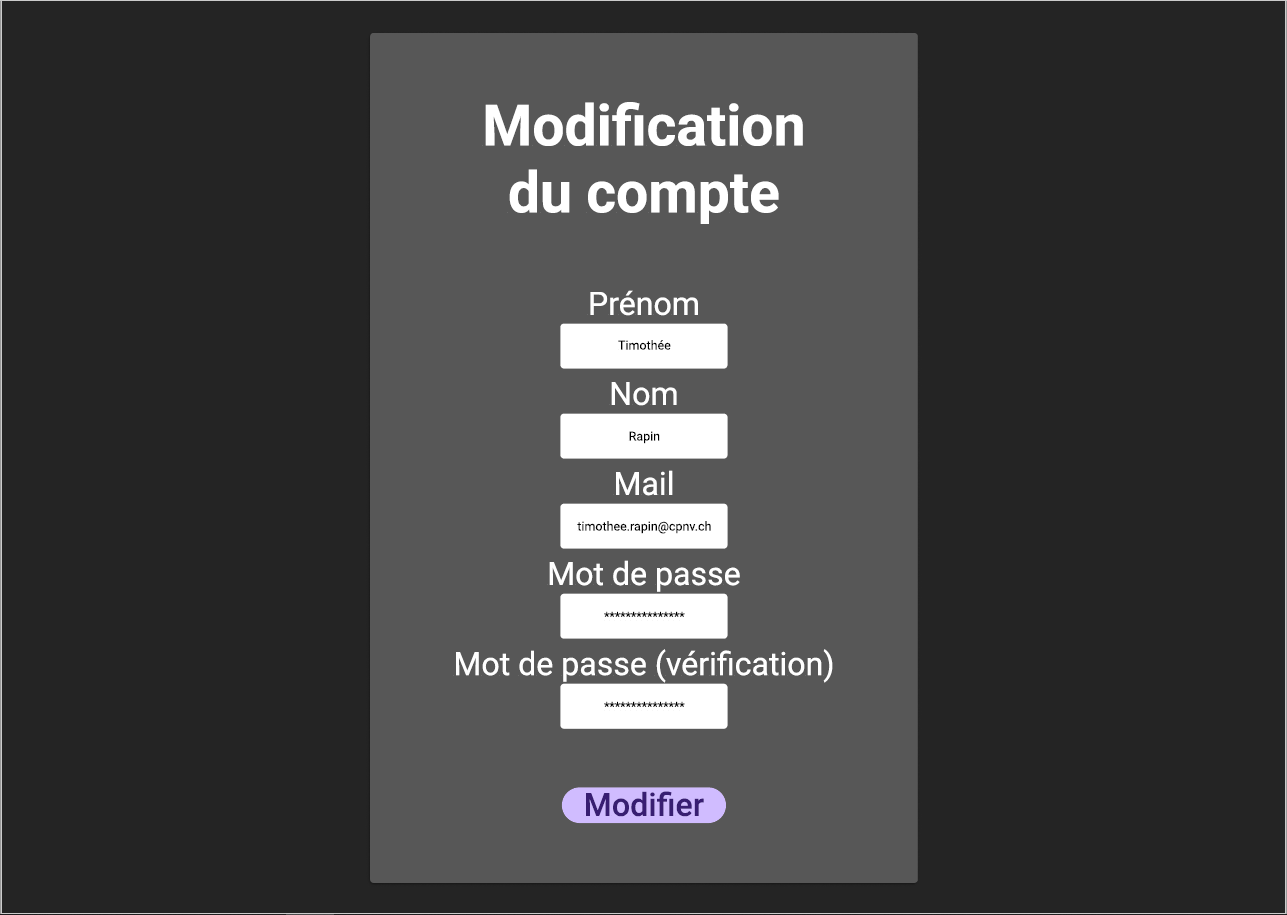 Modification
du compte
Prénom
Timothée
Nom
Rapin
Mail
timothee.rapin@cpnv.ch
Mot de passe
***************
Mot de passe (vérification)
***************
Modifier